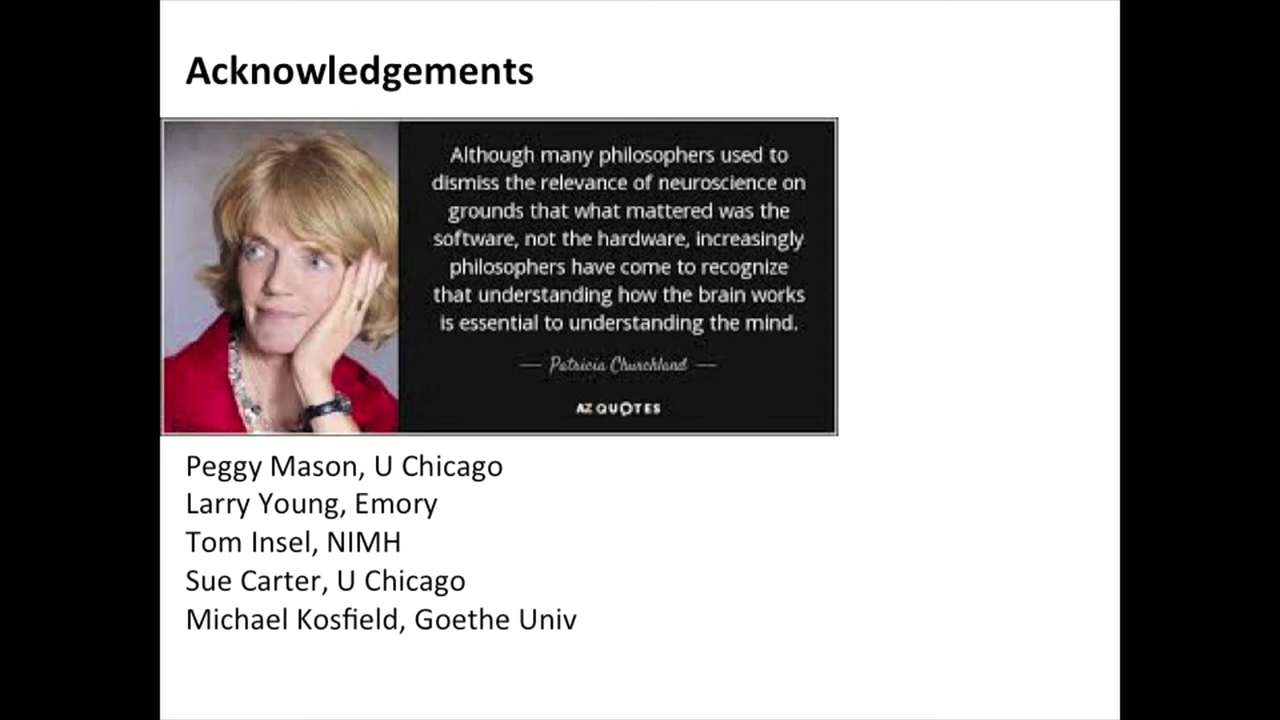 Acknowledgements
Although many philosophers used to
dismiss the relevance of neuroscience on
grounds that what mattered was the
software, not the hardware, increasingly
philosophers have come to recognize
that understanding how the brain works
is essential to understanding the mind.
— Patricia Churchland —
AZ QUOTES
Peggy Mason, U Chicago
Larry Young, Emory
Tom Insel, NIMH
Sue Carter, U Chicago
Michael Kosfield, Goethe Univ